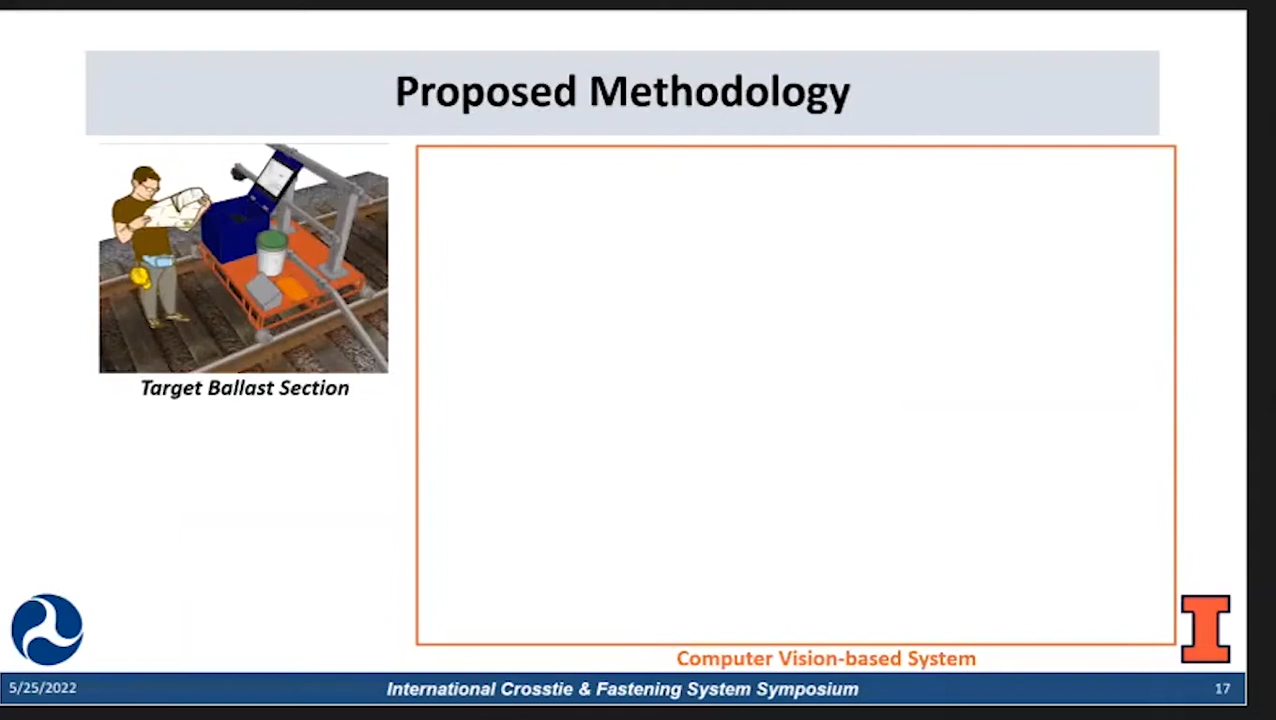 Proposed Methodology
Target Ballast Section
Computer Vision-based System
5/25/2022
International Crosstie & Fastening System Symposium
17